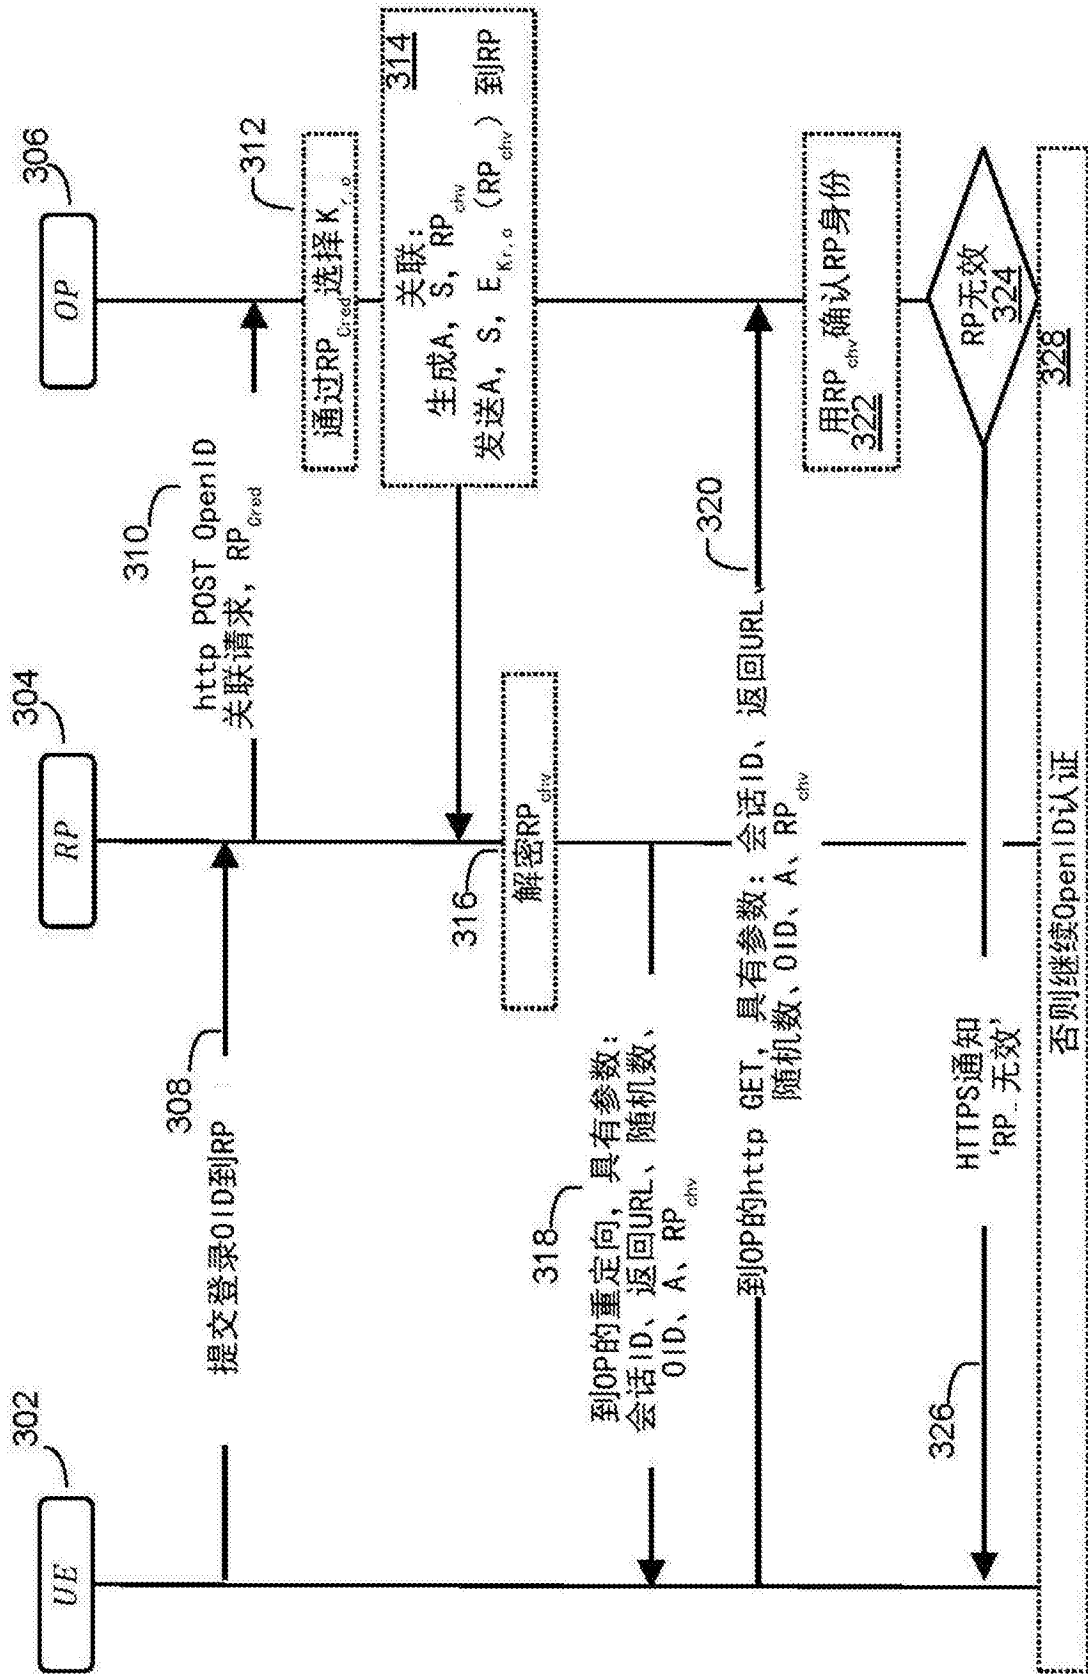 UE
302
RP
304
OP
306
提交登录OID到RP
308
http POST OpenID
关联请求, RP_Cred
310
通过RP_Cred选择K_r,o
312
314
关联:
生成A, S, RP_chv
发送A, S, E_Kr,o (RP_chv) 到RP
解密RP_chv
316
到OP的重定向, 具有参数:
会话ID、返回URL、随机数、
OID、A、RP_chv
318
到OP的http GET, 具有参数: 会话ID、返回URL、
随机数、OID、A、RP_chv
320
用RP_chv确认RP身份
322
RP无效
324
HTTPS通知
‘RP_无效’
326
328
否则继续OpenID认证